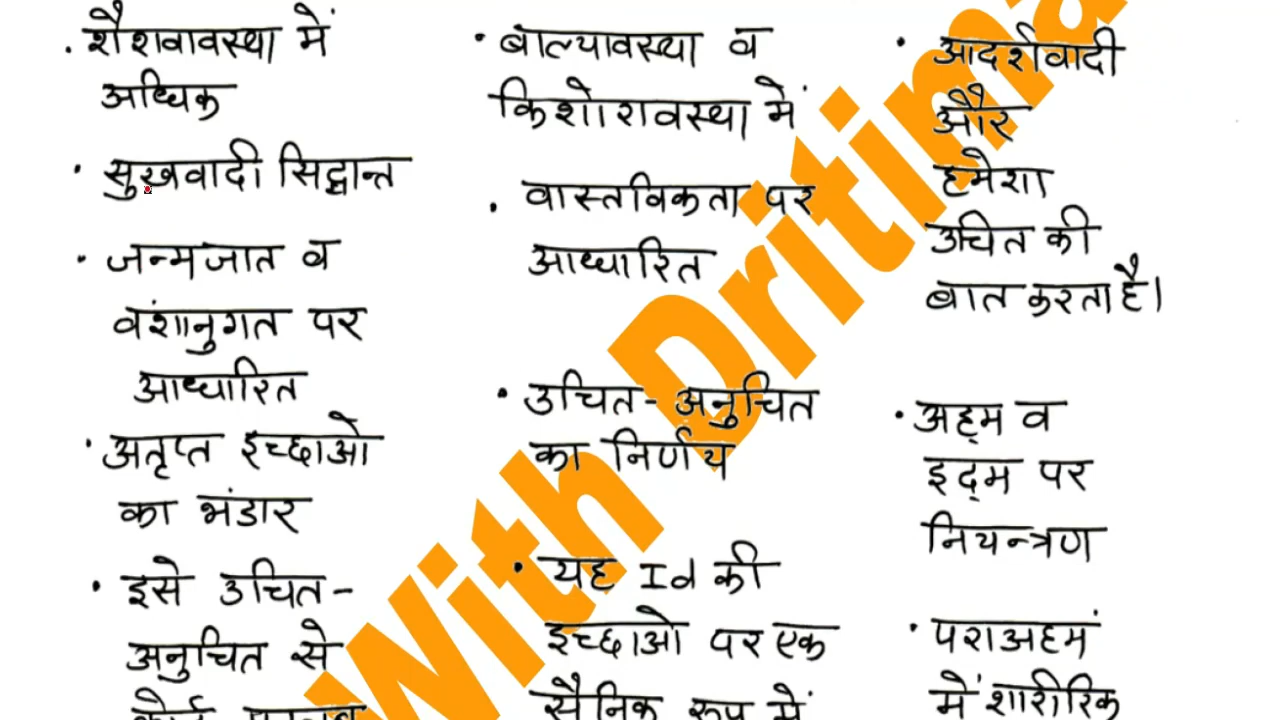 . शैशवावस्था में
अधिक
• सुखवादी सिद्धान्त
• जन्मजात व
वंशानुगत पर
आधारित
• अतृप्त इच्छाओ
का भंडार
• इसे उचित-
अनुचित से
• बाल्यावस्था व
किशोरावस्था में
. वास्तविकता पर
आधारित
• उचित-अनुचित
का निर्णय
• यह Id की
इच्छाओ पर एक
सैनिक रूप में
• आदर्शवादी
और
हमेशा
उचित की
बात करता है।
• अह्म व
इद्म पर
नियन्त्रण
• पराअहमं
में शारीरिक
With Dritima